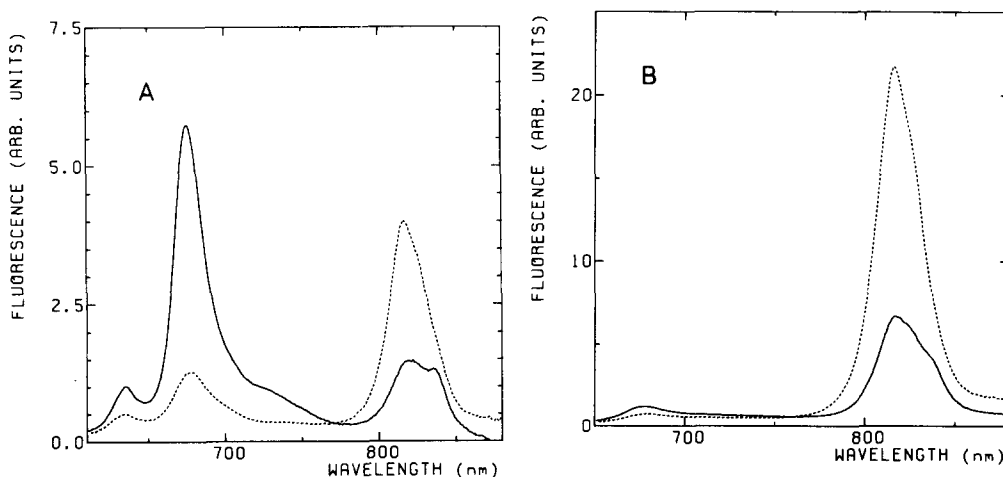 7.5
5.0
2.5
0.0
FLUORESCENCE (ARB. UNITS)
A
700
800
WAVELENGTH (nm)
20
10
0
FLUORESCENCE (ARB. UNITS)
B
700
800
WAVELENGTH (nm)